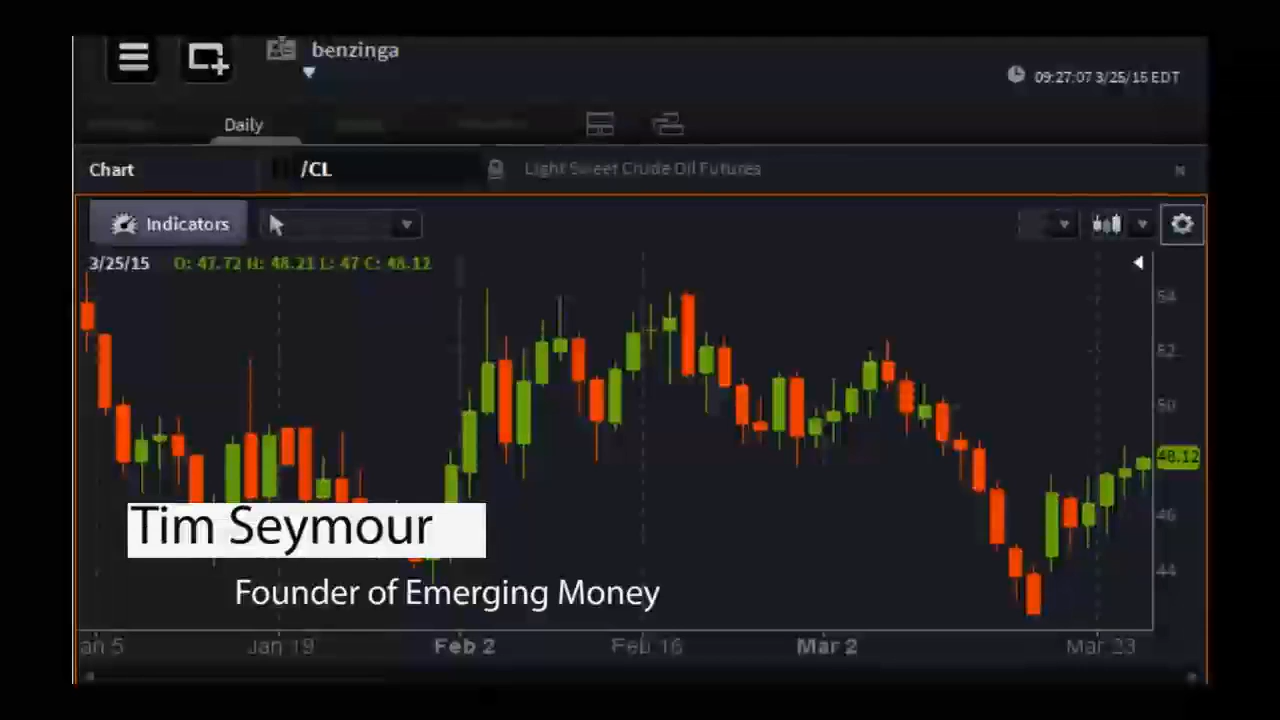 benzinga
09:27:07 3/25/15 EDT
Daily
Chart /CL Light Sweet Crude Oil Futures
Indicators
3/25/15 O: 47.72 H: 48.21 L: 47 C: 48.12
54
52
50
48.12
46
44
Tim Seymour
Founder of Emerging Money
an 5 Jan 19 Feb 2 Feb 16 Mar 2 Mar 23